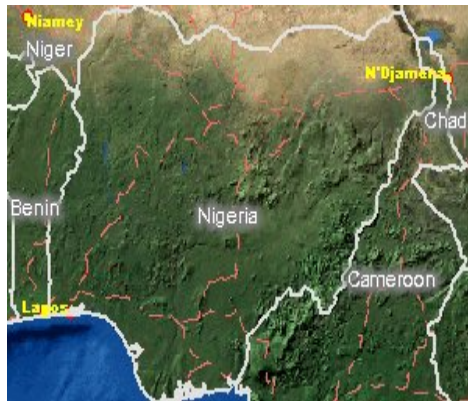 Niamey
Niger
N'Djamena
Chad
Benin
Nigeria
Cameroon
Lagos